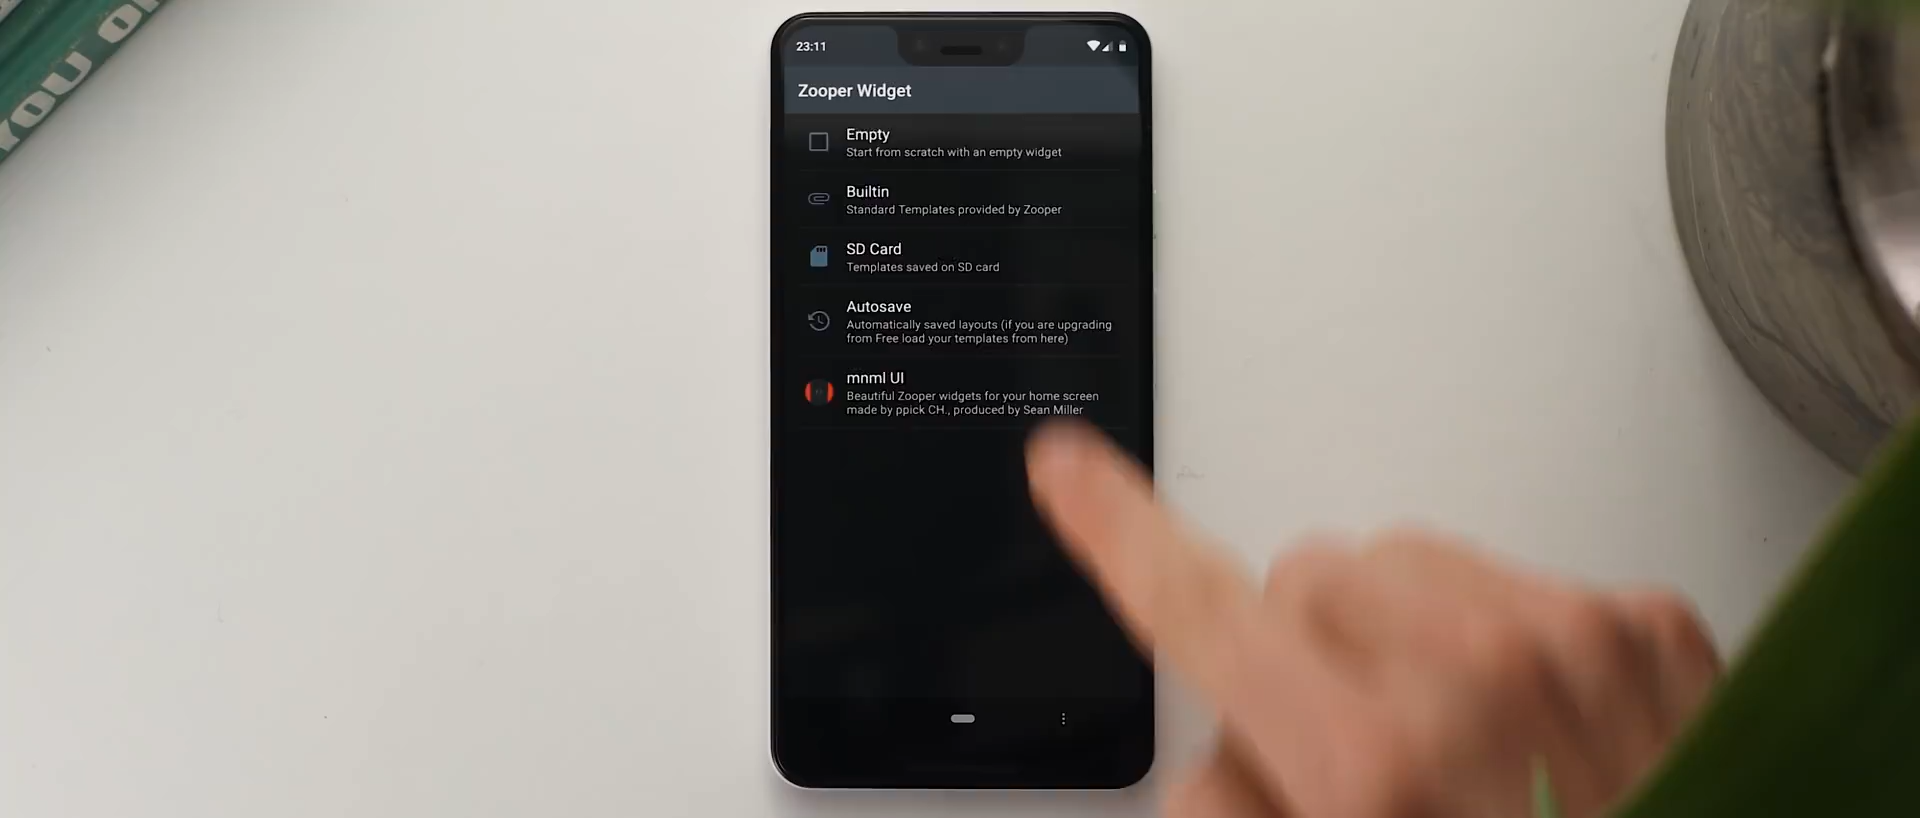 YOU
23:11
Zooper Widget
Empty
Start from scratch with an empty widget
Builtin
Standard Templates provided by Zooper
SD Card
Templates saved on SD card
Autosave
Automatically saved layouts (if you are upgrading
from Free load your templates from here)
mnml UI
Beautiful Zooper widgets for your home screen
made by ppick CH., produced by Sean Miller